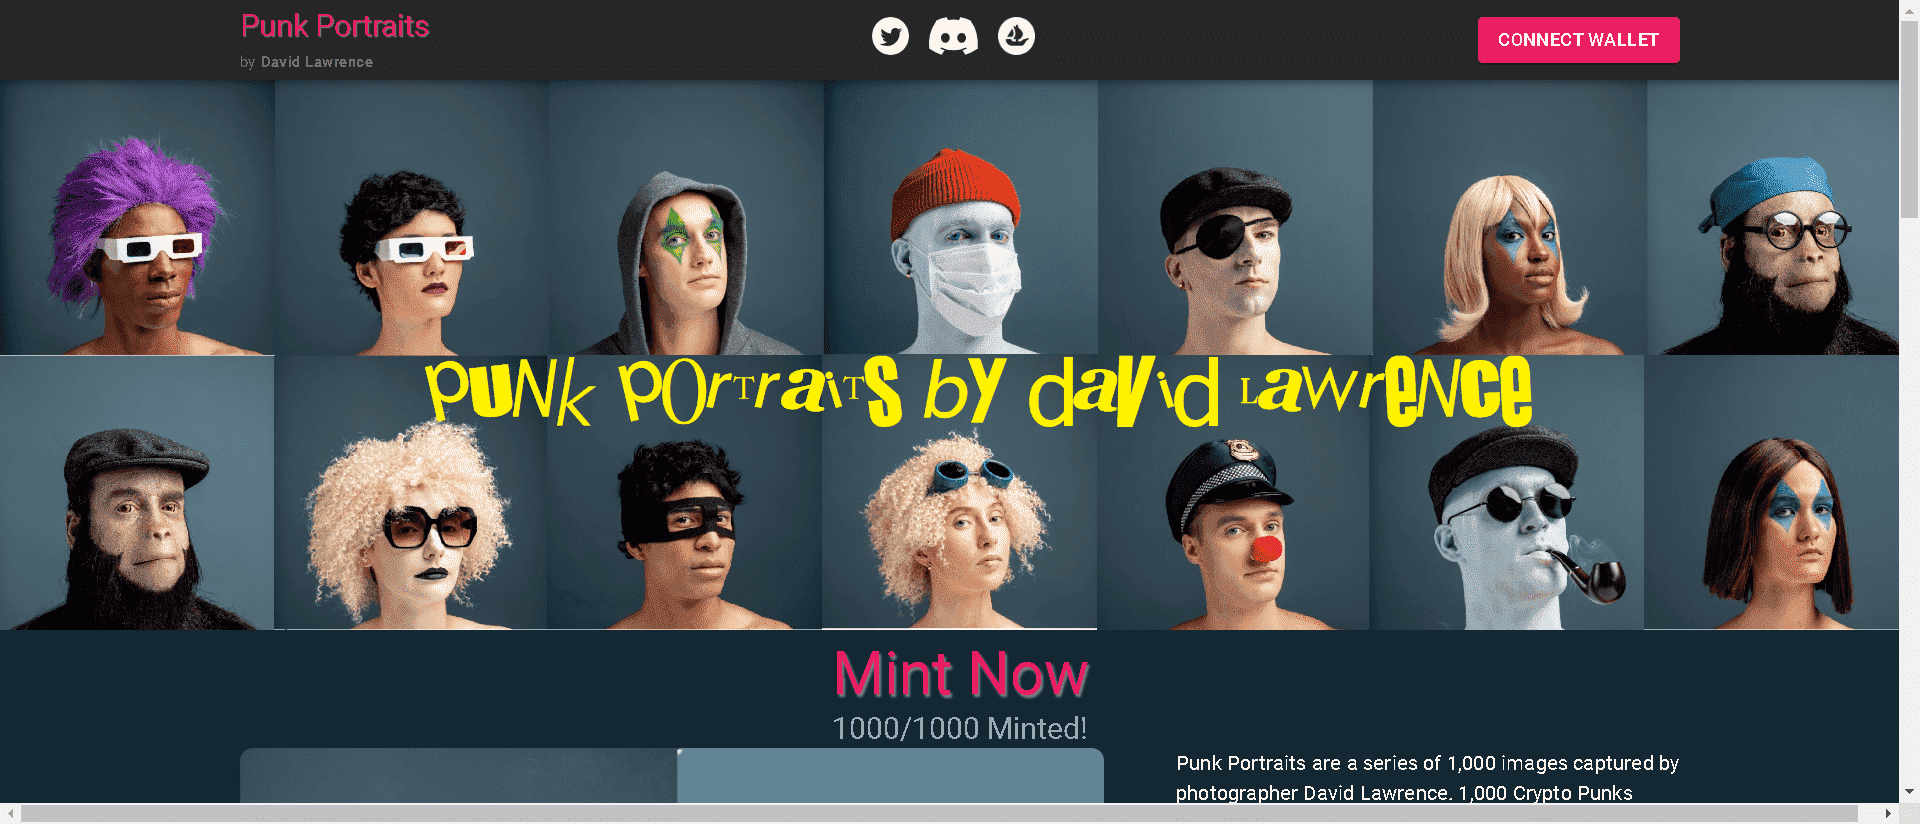 Punk Portraits
by David Lawrence
CONNECT WALLET
punk portraits by david lawrence
Mint Now
1000/1000 Minted!
Punk Portraits are a series of 1,000 images captured by
photographer David Lawrence. 1,000 Crypto Punks